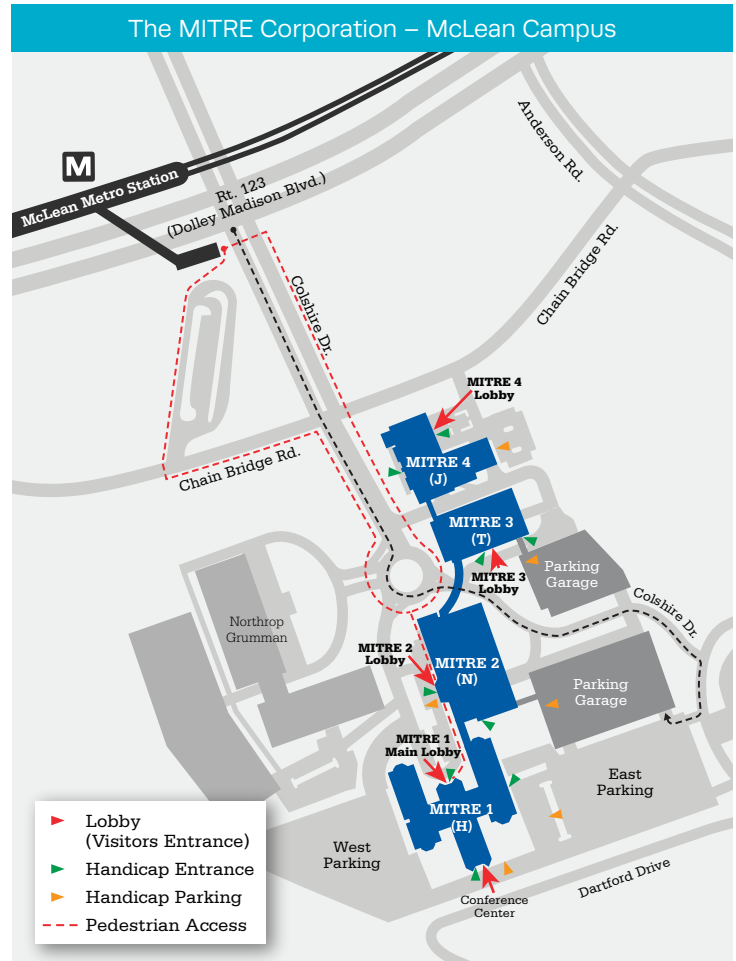 The MITRE Corporation – McLean Campus
Anderson Rd.
M
McLean Metro Station
Rt. 123
(Dolley Madison Blvd.)
Chain Bridge Rd.
Colshire Dr.
MITRE 4
Lobby
Chain Bridge Rd.
MITRE 4
(J)
MITRE 3
(T)
MITRE 3
Lobby
Parking
Garage
Colshire Dr.
Northrop
Grumman
MITRE 2
Lobby
MITRE 2
(N)
Parking
Garage
MITRE 1
Main Lobby
East
Parking
MITRE 1
(H)
West
Parking
Dartford Drive
Conference
Center
Lobby
(Visitors Entrance)
Handicap Entrance
Handicap Parking
Pedestrian Access